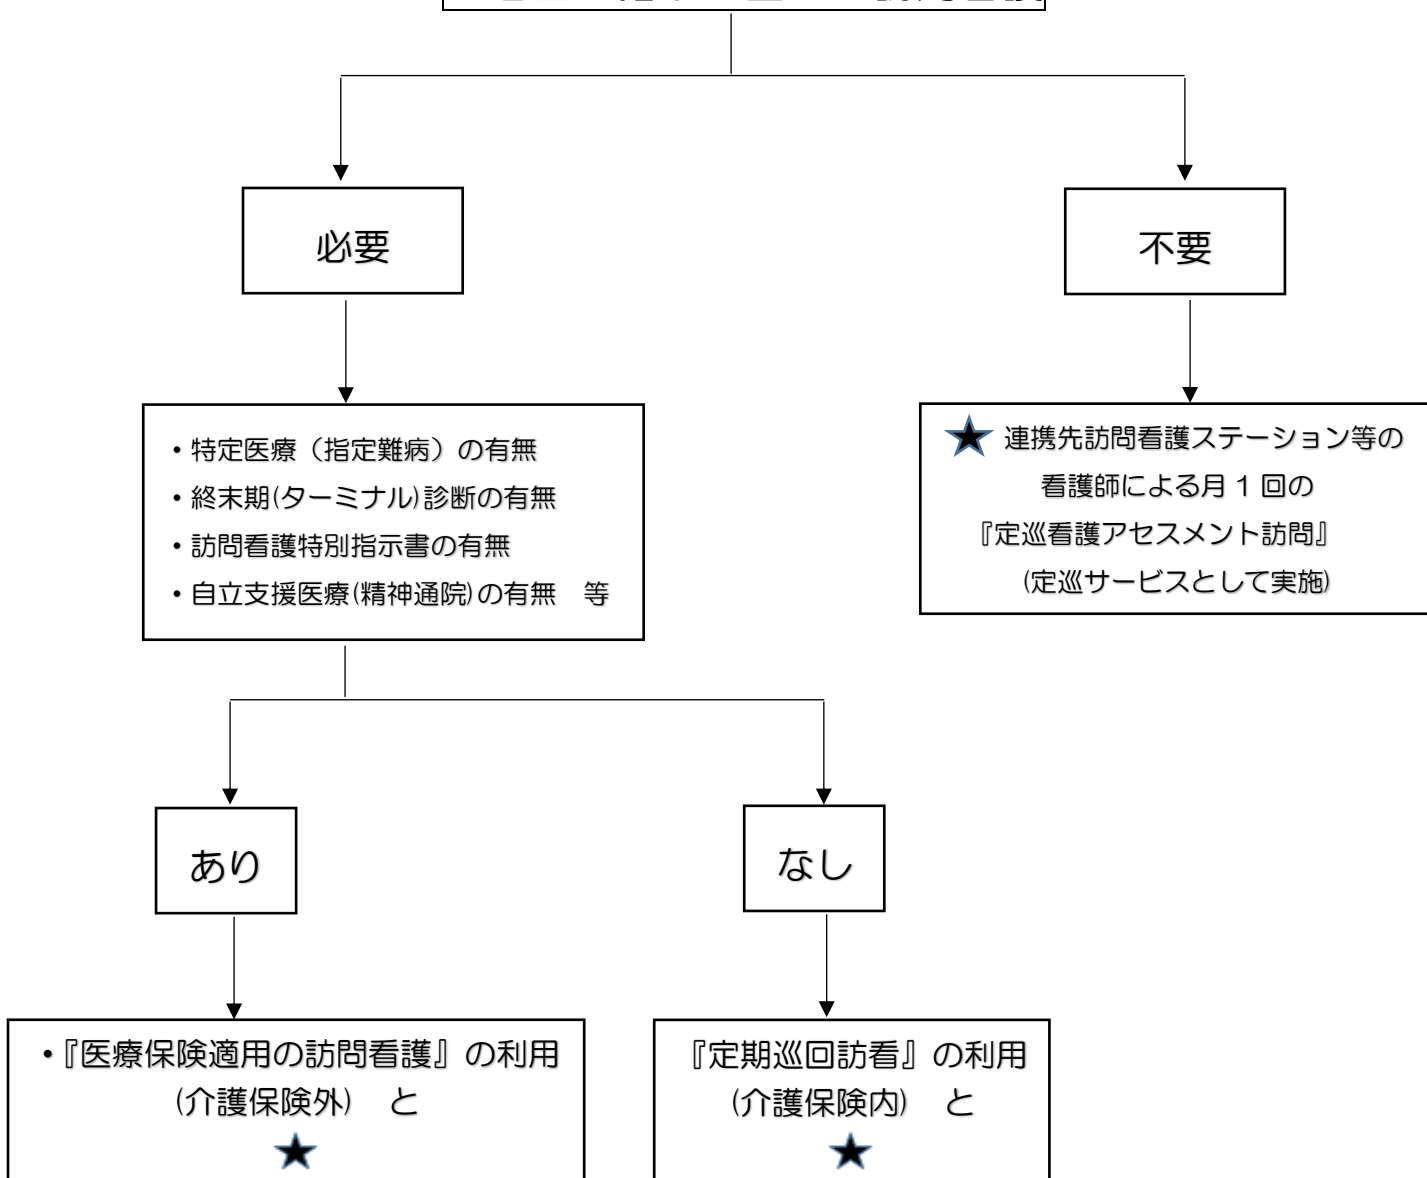 必要
不要
・特定医療（指定難病）の有無
・終末期(ターミナル)診断の有無
・訪問看護特別指示書の有無
・自立支援医療(精神通院)の有無　等
★ 連携先訪問看護ステーション等の
看護師による月 1 回の
『定巡看護アセスメント訪問』
(定巡サービスとして実施)
あり
なし
・『医療保険適用の訪問看護』の利用
(介護保険外)　と
★
『定期巡回訪看』の利用
(介護保険内)　と
★